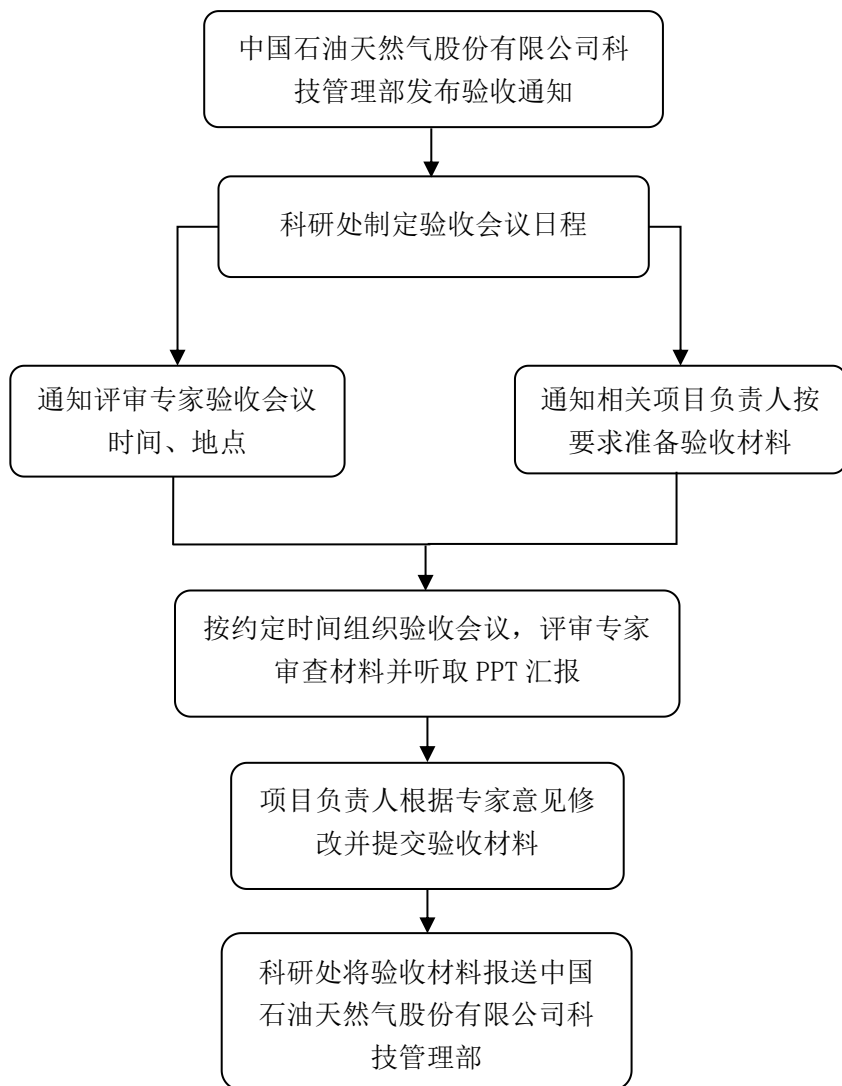 中国石油天然气股份有限公司科
技管理部发布验收通知
科研处制定验收会议日程
通知评审专家验收会议
时间、地点
通知相关项目负责人按
要求准备验收材料
按约定时间组织验收会议，评审专家
审查材料并听取 PPT 汇报
项目负责人根据专家意见修
改并提交验收材料
科研处将验收材料报送中国
石油天然气股份有限公司科
技管理部